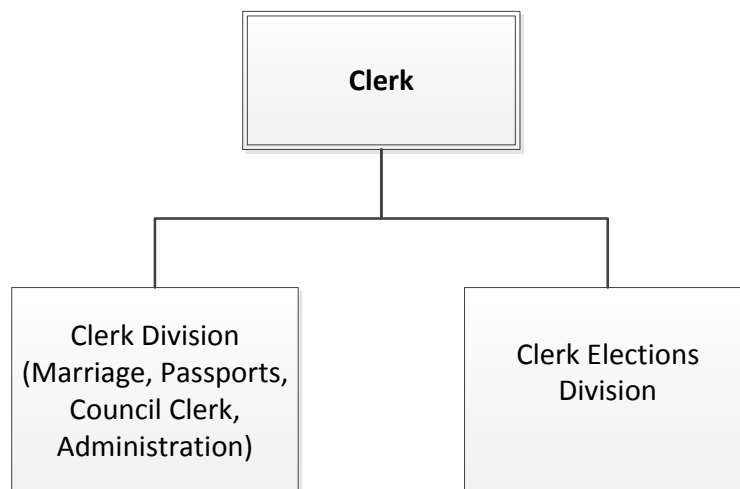 Clerk
Clerk Division
(Marriage, Passports,
Council Clerk,
Administration)
Clerk Elections
Division